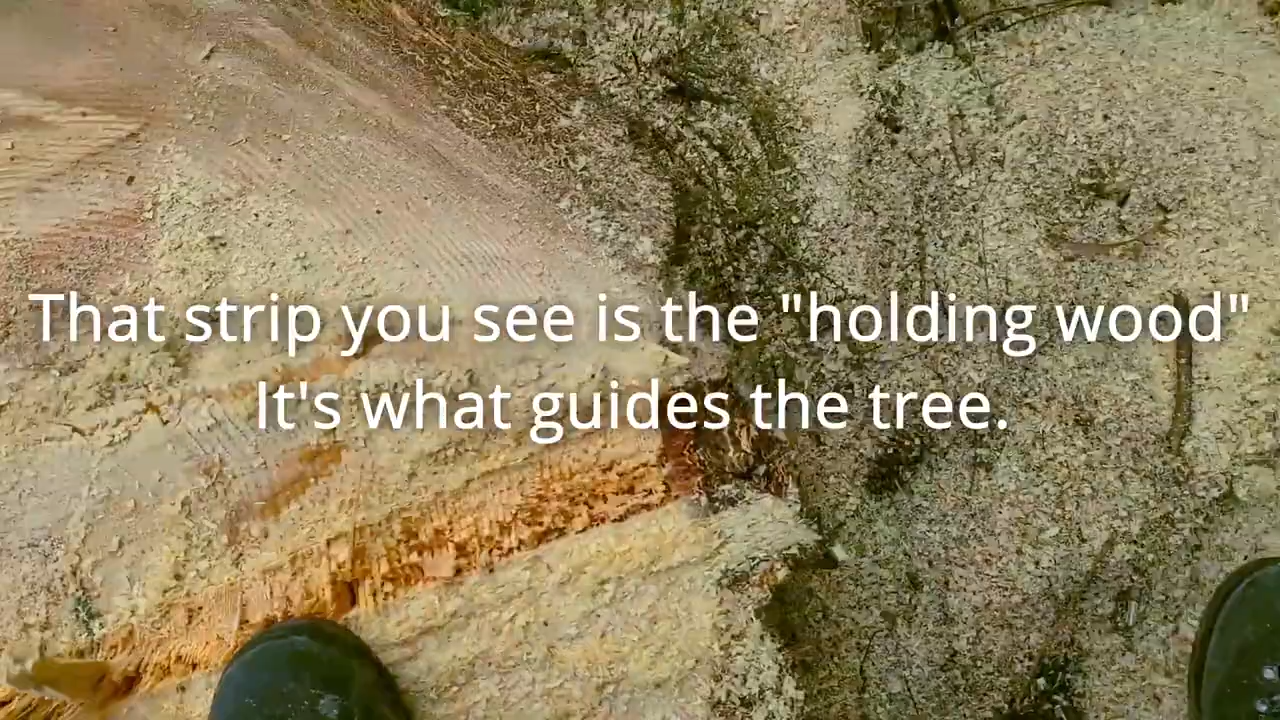 That strip you see is the "holding wood"
It's what guides the tree.